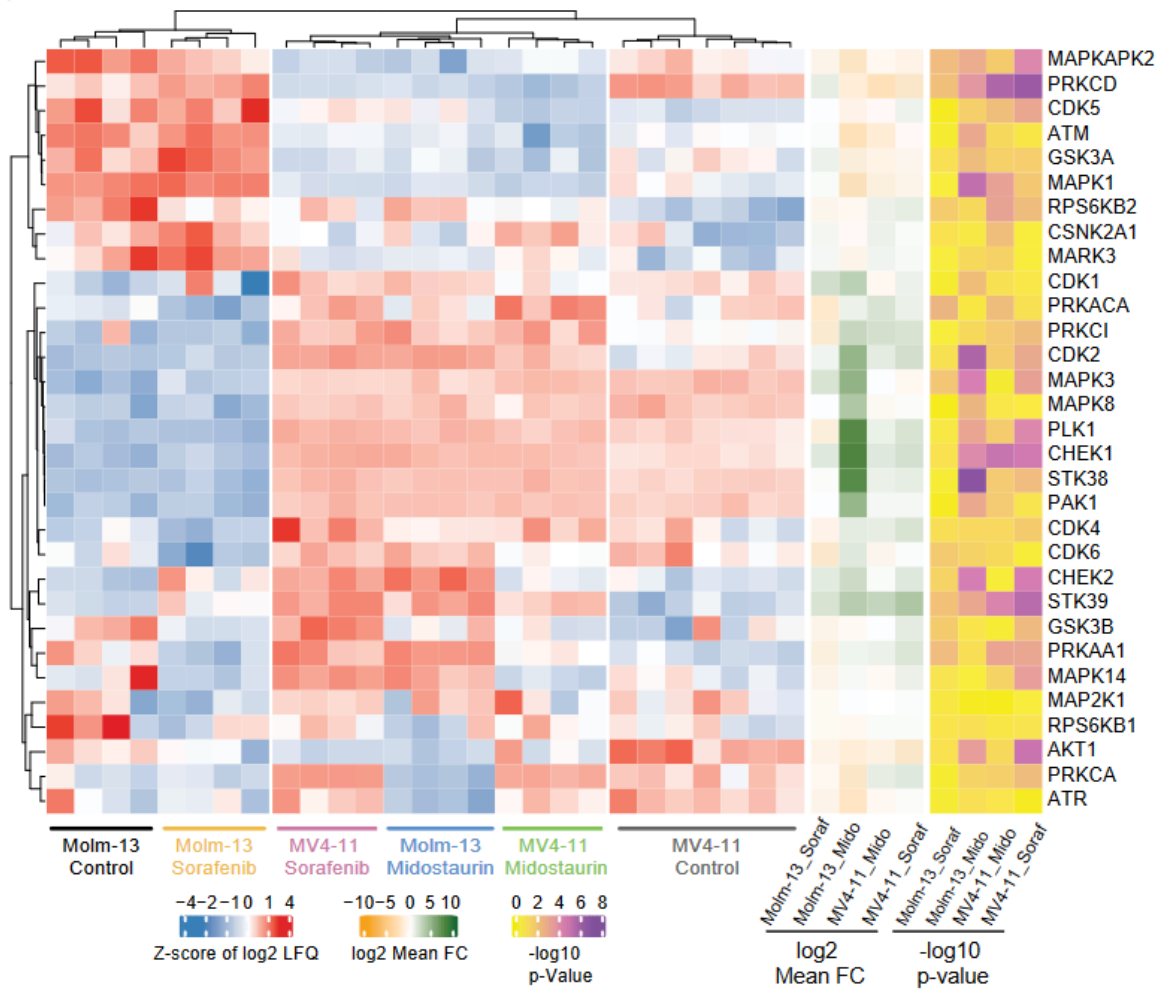 MAPKAPK2
PRKCD
CDK5
ATM
GSK3A
MAPK1
RPS6KB2
CSNK2A1
MARK3
CDK1
PRKACA
PRKCI
CDK2
MAPK3
MAPK8
PLK1
CHEK1
STK38
PAK1
CDK4
CDK6
CHEK2
STK39
GSK3B
PRKAA1
MAPK14
MAP2K1
RPS6KB1
AKT1
PRKCA
ATR
Molm-13
Control
Molm-13
Sorafenib
MV4-11
Sorafenib
Molm-13
Midostaurin
MV4-11
Midostaurin
MV4-11
Control
Molm-13_Soraf
Molm-13_Mido
MV4-11_Mido
MV4-11_Soraf
Molm-13_Soraf
Molm-13_Mido
MV4-11_Mido
MV4-11_Soraf
log2
Mean FC
-log10
p-value
−4−2−10 1 4
Z-score of log2 LFQ
−10−5 0 5 10
log2 Mean FC
0 2 4 6 8
-log10
p-Value